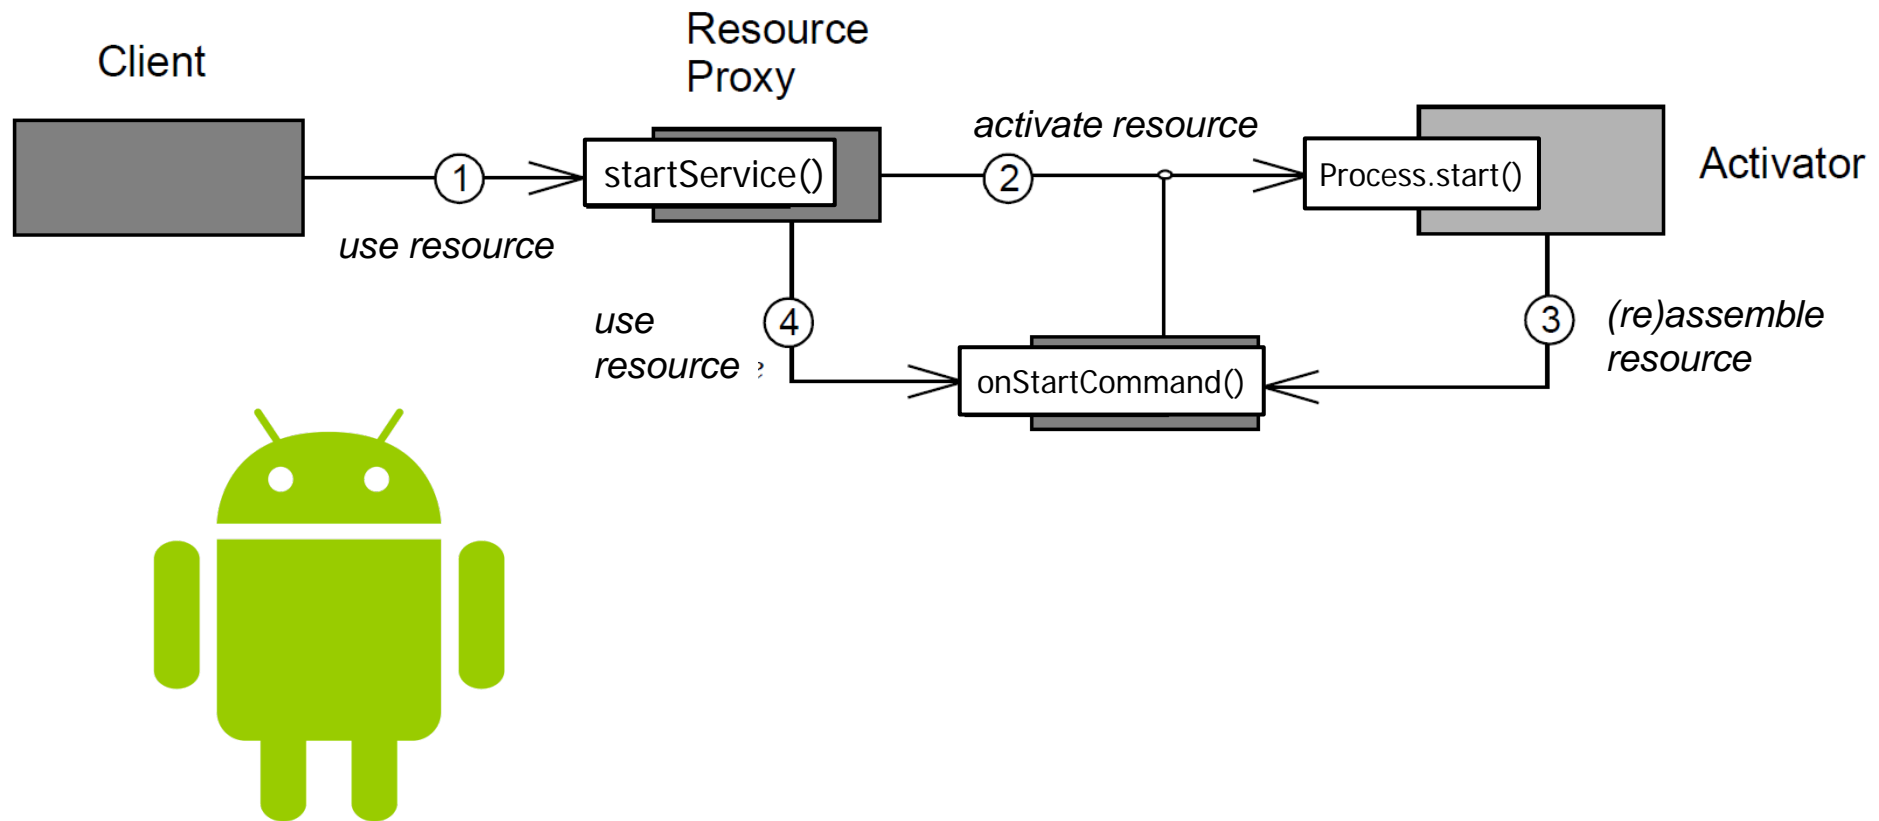 Client
Resource
Proxy
activate resource
Activator
1
startService()
2
Process.start()
use resource
use
resource
4
onStartCommand()
3
(re)assemble
resource